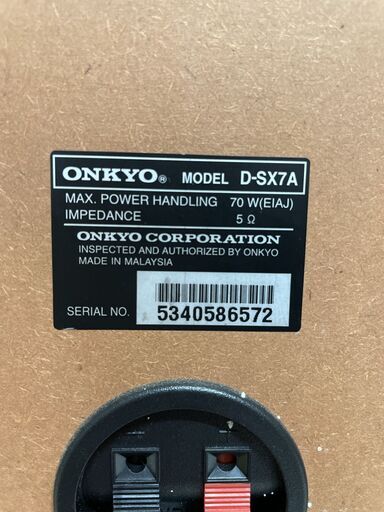 ONKYO® MODEL D-SX7A
MAX. POWER HANDLING 70 W(EIAJ)
IMPEDANCE 5 Ω
ONKYO CORPORATION
INSPECTED AND AUTHORIZED BY ONKYO
MADE IN MALAYSIA
SERIAL NO. 5340586572